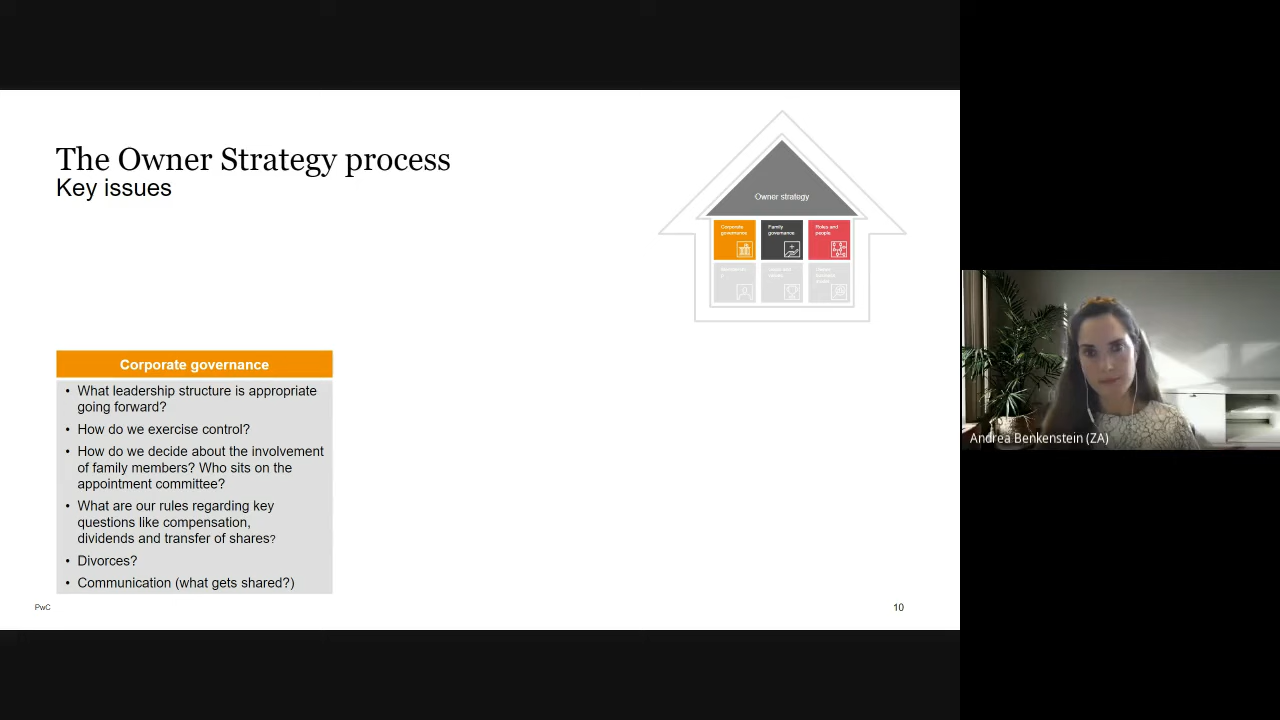 The Owner Strategy process
Key issues
Owner strategy
Corporate
governance
Family
governance
Roles and
people
Corporate governance
• What leadership structure is appropriate
going forward?
• How do we exercise control?
• How do we decide about the involvement
of family members? Who sits on the
appointment committee?
• What are our rules regarding key
questions like compensation,
dividends and transfer of shares?
• Divorces?
• Communication (what gets shared?)
PwC
10
Andrea Benkenstein (ZA)